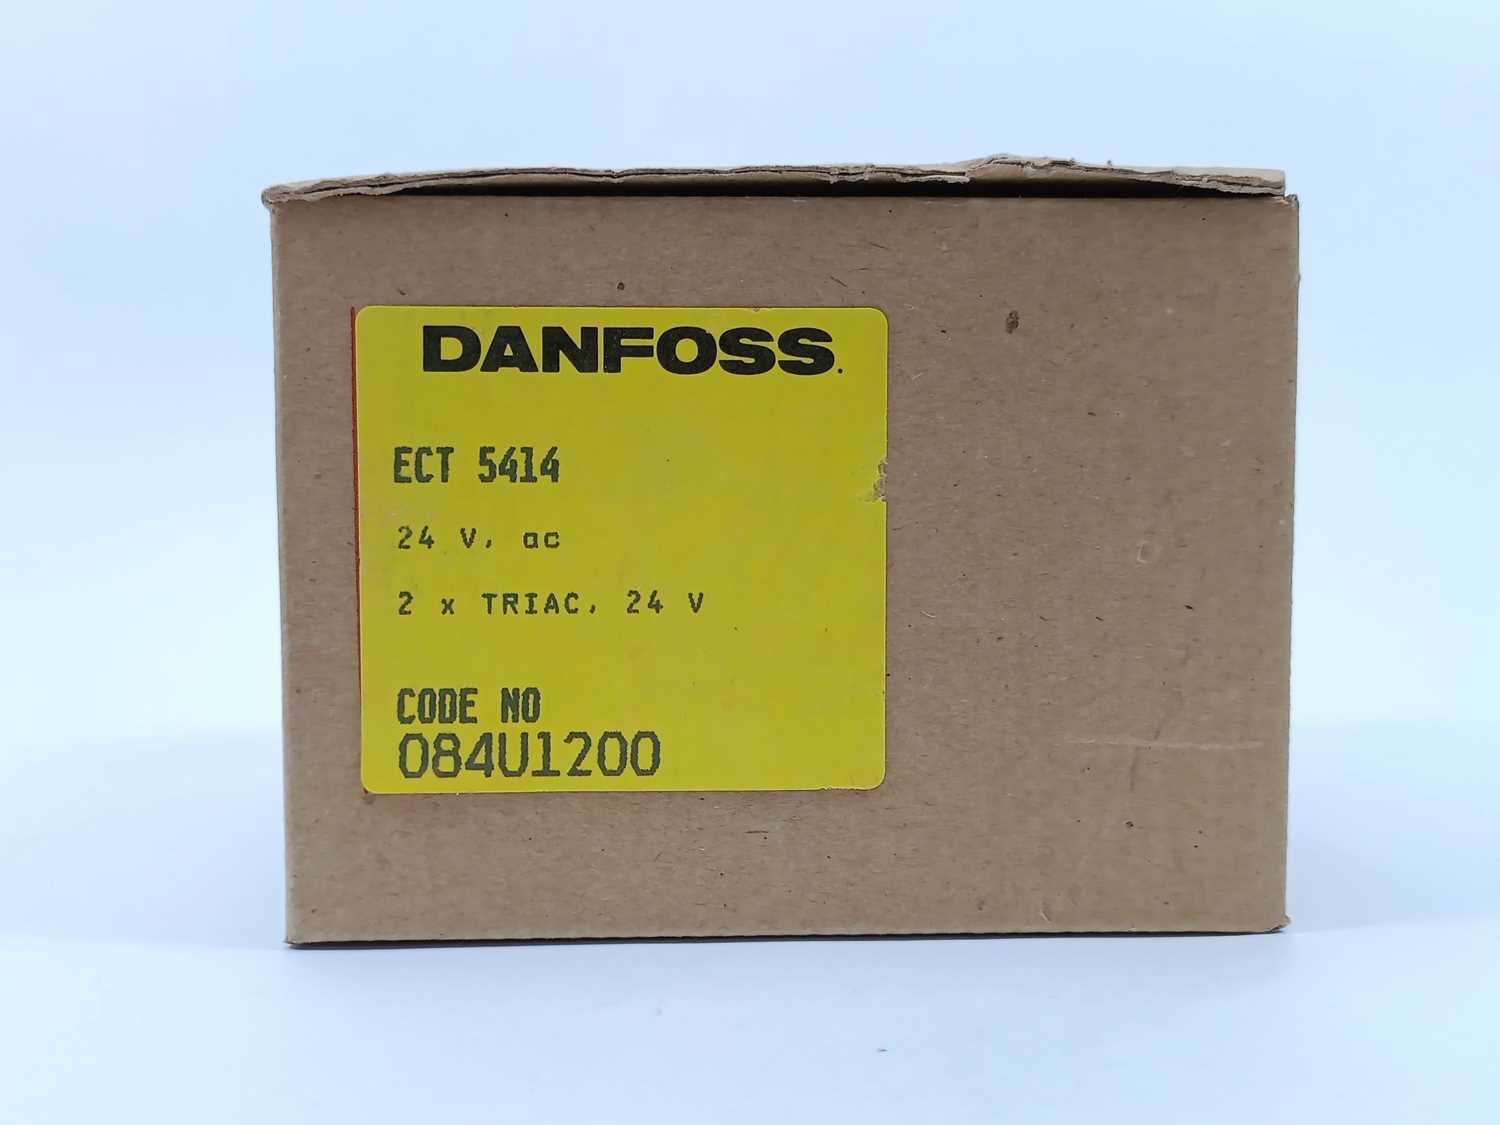 DANFOSS.
ECT 5414
24 V, ac
2 x TRIAC, 24 V
CODE NO
084U1200